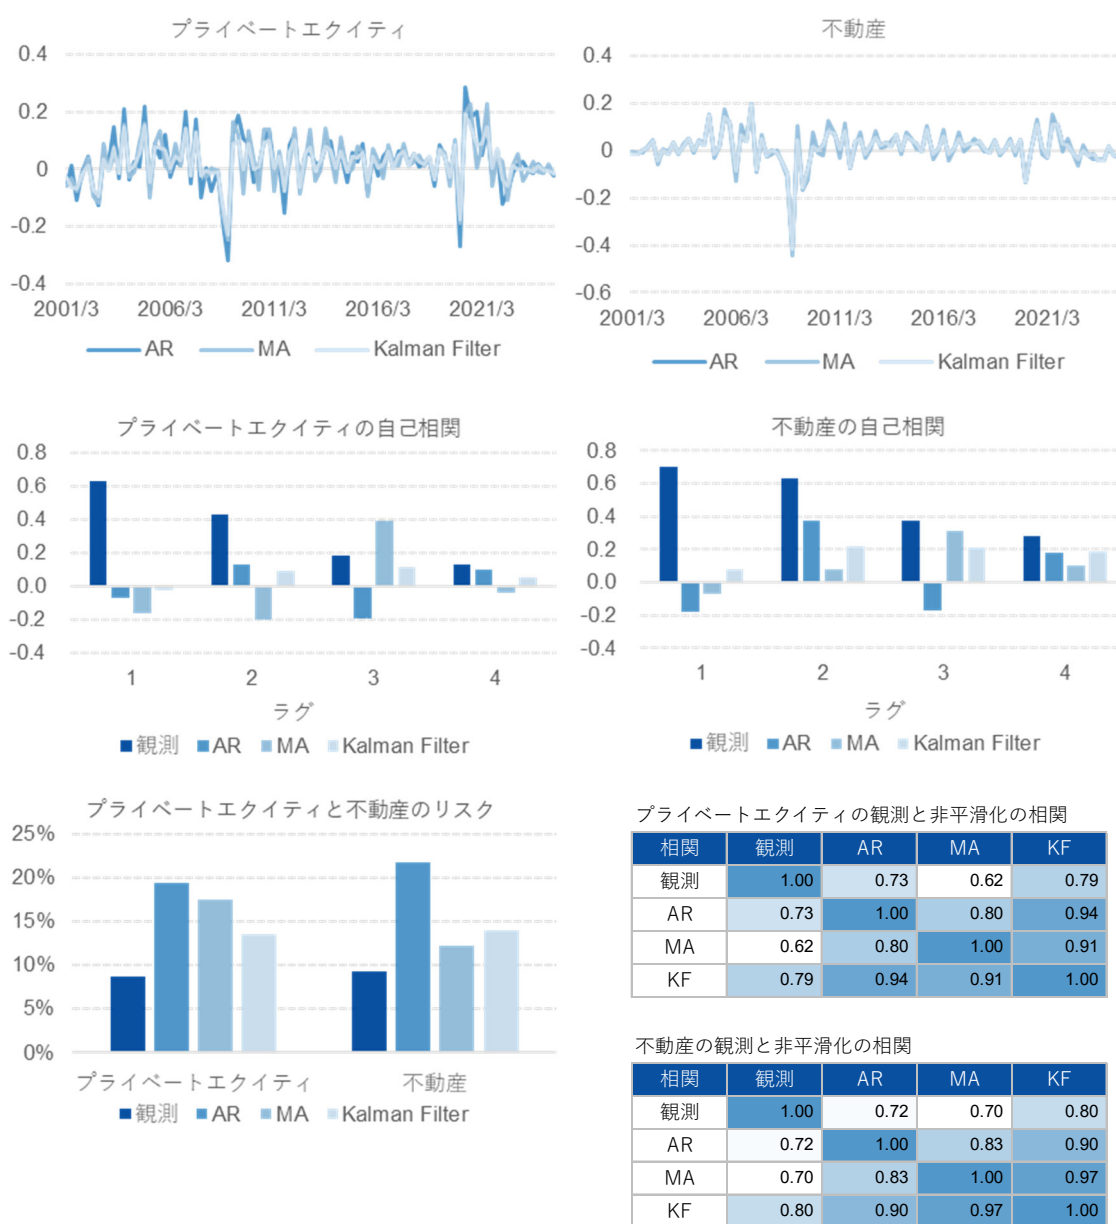 プライベートエクイティ
0.4
0.2
0
-0.2
-0.4
2001/3 2006/3 2011/3 2016/3 2021/3
AR MA Kalman Filter
不動産
0.4
0.2
0
-0.2
-0.4
-0.6
2001/3 2006/3 2011/3 2016/3 2021/3
AR MA Kalman Filter
プライベートエクイティの自己相関
0.8
0.6
0.4
0.2
0.0
-0.2
-0.4
1 2 3 4
ラグ
観測 AR MA Kalman Filter
不動産の自己相関
0.8
0.6
0.4
0.2
0.0
-0.2
-0.4
1 2 3 4
ラグ
観測 AR MA Kalman Filter
プライベートエクイティと不動産のリスク
25%
20%
15%
10%
5%
0%
プライベートエクイティ 不動産
観測 AR MA Kalman Filter
プライベートエクイティの観測と非平滑化の相関
相関 観測 AR MA KF
観測 1.00 0.73 0.62 0.79
AR 0.73 1.00 0.80 0.94
MA 0.62 0.80 1.00 0.91
KF 0.79 0.94 0.91 1.00
不動産の観測と非平滑化の相関
相関 観測 AR MA KF
観測 1.00 0.72 0.70 0.80
AR 0.72 1.00 0.83 0.90
MA 0.70 0.83 1.00 0.97
KF 0.80 0.90 0.97 1.00